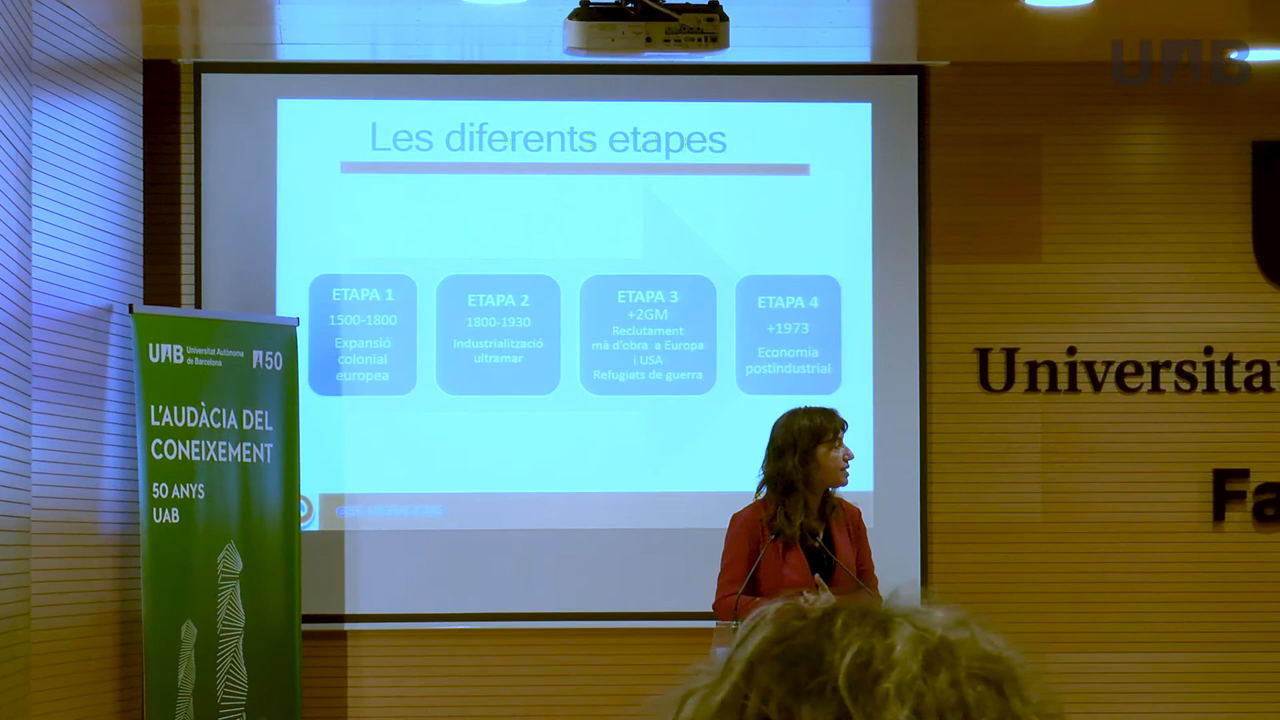 UAB
Les diferents etapes
ETAPA 1
1500-1800
Expansió
colonial
europea
ETAPA 2
1800-1930
Industrialització
ultramar
ETAPA 3
+2GM
Reclutament
mà d'obra a Europa
i USA
Refugiats de guerra
ETAPA 4
+1973
Economia
postindustrial
UAB Universitat Autònoma
de Barcelona
50
L'AUDÀCIA DEL
CONEIXEMENT
50 ANYS
UAB
Universita
Fa